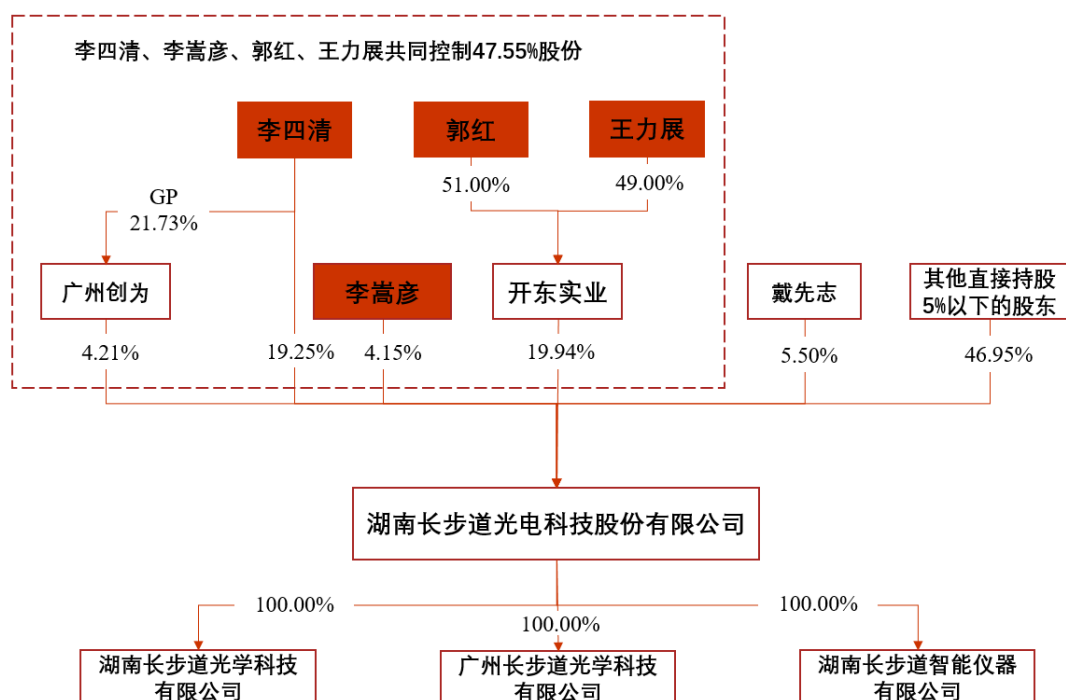 李四清、李嵩彦、郭红、王力展共同控制47.55%股份
李四清
郭红
王力展
51.00%
49.00%
GP
21.73%
广州创为
李嵩彦
开东实业
戴先志
其他直接持股
5%以下的股东
4.21%
19.25%
4.15%
19.94%
5.50%
46.95%
湖南长步道光电科技股份有限公司
100.00%
100.00%
100.00%
湖南长步道光学科技
有限公司
广州长步道光学科技
有限公司
湖南长步道智能仪器
有限公司